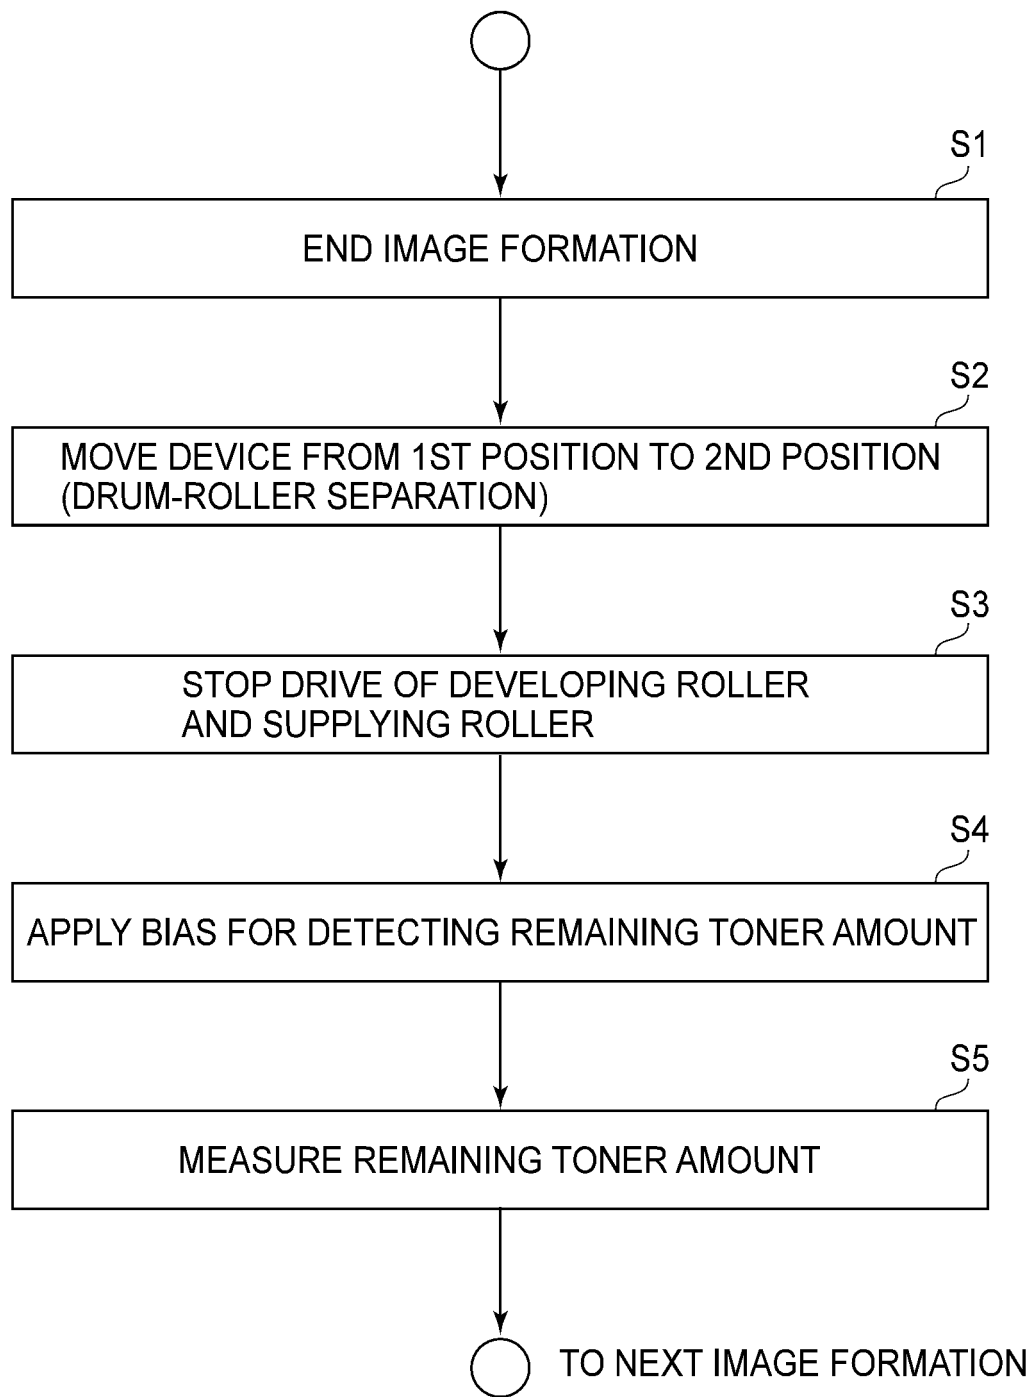 S1
END IMAGE FORMATION
S2
MOVE DEVICE FROM 1ST POSITION TO 2ND POSITION
(DRUM-ROLLER SEPARATION)
S3
STOP DRIVE OF DEVELOPING ROLLER
AND SUPPLYING ROLLER
S4
APPLY BIAS FOR DETECTING REMAINING TONER AMOUNT
S5
MEASURE REMAINING TONER AMOUNT
TO NEXT IMAGE FORMATION